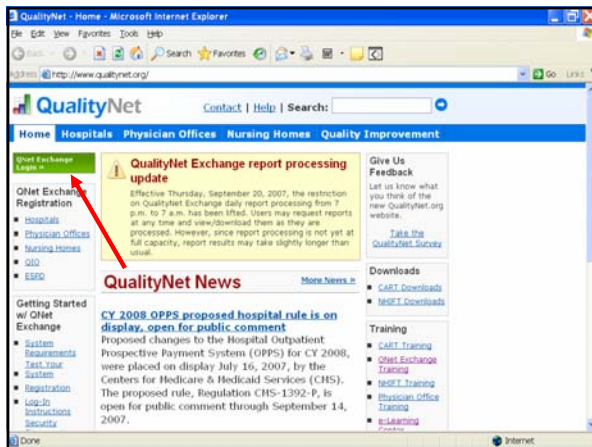 QualityNet - Home - Microsoft Internet Explorer
File Edit View Favorites Tools Help
Back Search Favorites
Address http://www.qualitynet.org/ Go Links
QualityNet Contact | Help | Search:
Home Hospitals Physician Offices Nursing Homes Quality Improvement
QNet Exchange
Login »
QNet Exchange
Registration
Hospitals
Physician Offices
Nursing Homes
QIO
ESRD
Getting Started
w/ QNet
Exchange
System
Requirements
Test Your
System
Registration
Log-In
Instructions
Security
QualityNet Exchange report processing
update
Effective Thursday, September 20, 2007, the restriction
on QualityNet Exchange daily report processing from 7
p.m. to 7 a.m. has been lifted. Users may request reports
at any time and view/download them as they are
processed. However, since report processing is not yet at
full capacity, report results may take slightly longer than
usual.
QualityNet News More News »
CY 2008 OPPS proposed hospital rule is on
display, open for public comment
Proposed changes to the Hospital Outpatient
Prospective Payment System (OPPS) for CY 2008,
were placed on display July 16, 2007, by the
Centers for Medicare & Medicaid Services (CMS).
The proposed rule, Regulation CMS-1392-P, is
open for public comment through September 14,
2007.
Give Us
Feedback
Let us know what
you think of the
new QualityNet.org
website.
Take the
QualityNet Survey
Downloads
CART Downloads
NHIFT Downloads
Training
CART Training
QNet Exchange
Training
NHIFT Training
Physician Office
Training
e-Learning
Center
Done Internet